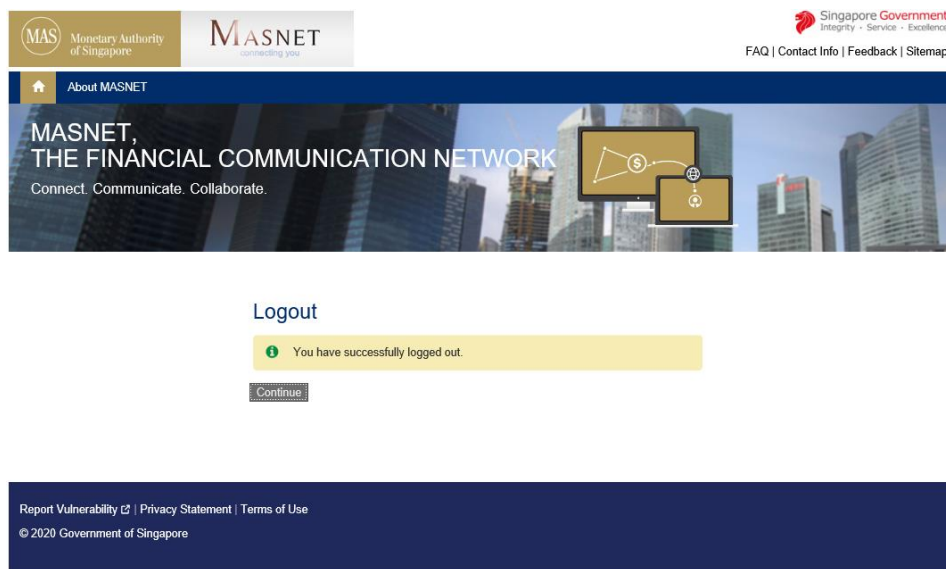 MAS
Monetary Authority
of Singapore
MASNET
connecting you
Singapore Government
Integrity · Service · Excellence
FAQ | Contact Info | Feedback | Sitemap
About MASNET
MASNET,
THE FINANCIAL COMMUNICATION NETWORK
Connect. Communicate. Collaborate.
$
Logout
You have successfully logged out.
Continue
Report Vulnerability | Privacy Statement | Terms of Use
© 2020 Government of Singapore